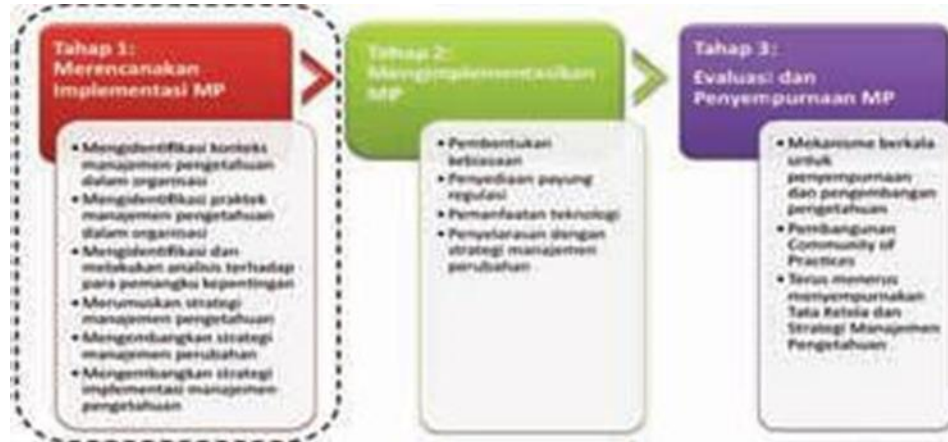 Tahap 1:
Merencanakan
Implementasi MP
• Mengidentifikasi konteks
manajemen pengetahuan
dalam organisasi
• Mengidentifikasi praktek
manajemen pengetahuan
dalam organisasi
• Mengidentifikasi dan
melakukan analisis terhadap
para pemangku kepentingan
• Merumuskan strategi
manajemen pengetahuan
• Mengembangkan strategi
manajemen perubahan
• Mengembangkan strategi
implementasi manajemen
pengetahuan
Tahap 2:
Mengimplementasikan
MP
• Pembentukan
kebiasaan
• Penyediaan payung
regulasi
• Pemanfaatan teknologi
• Penyelarasan dengan
strategi manajemen
perubahan
Tahap 3:
Evaluasi dan
Penyempurnaan MP
• Mekanisme berkala
untuk
penyempurnaan
dan pengembangan
pengetahuan
• Pembangunan
Community of
Practices
• Terus menerus
menyempurnakan
Tata Kelola dan
Strategi Manajemen
Pengetahuan